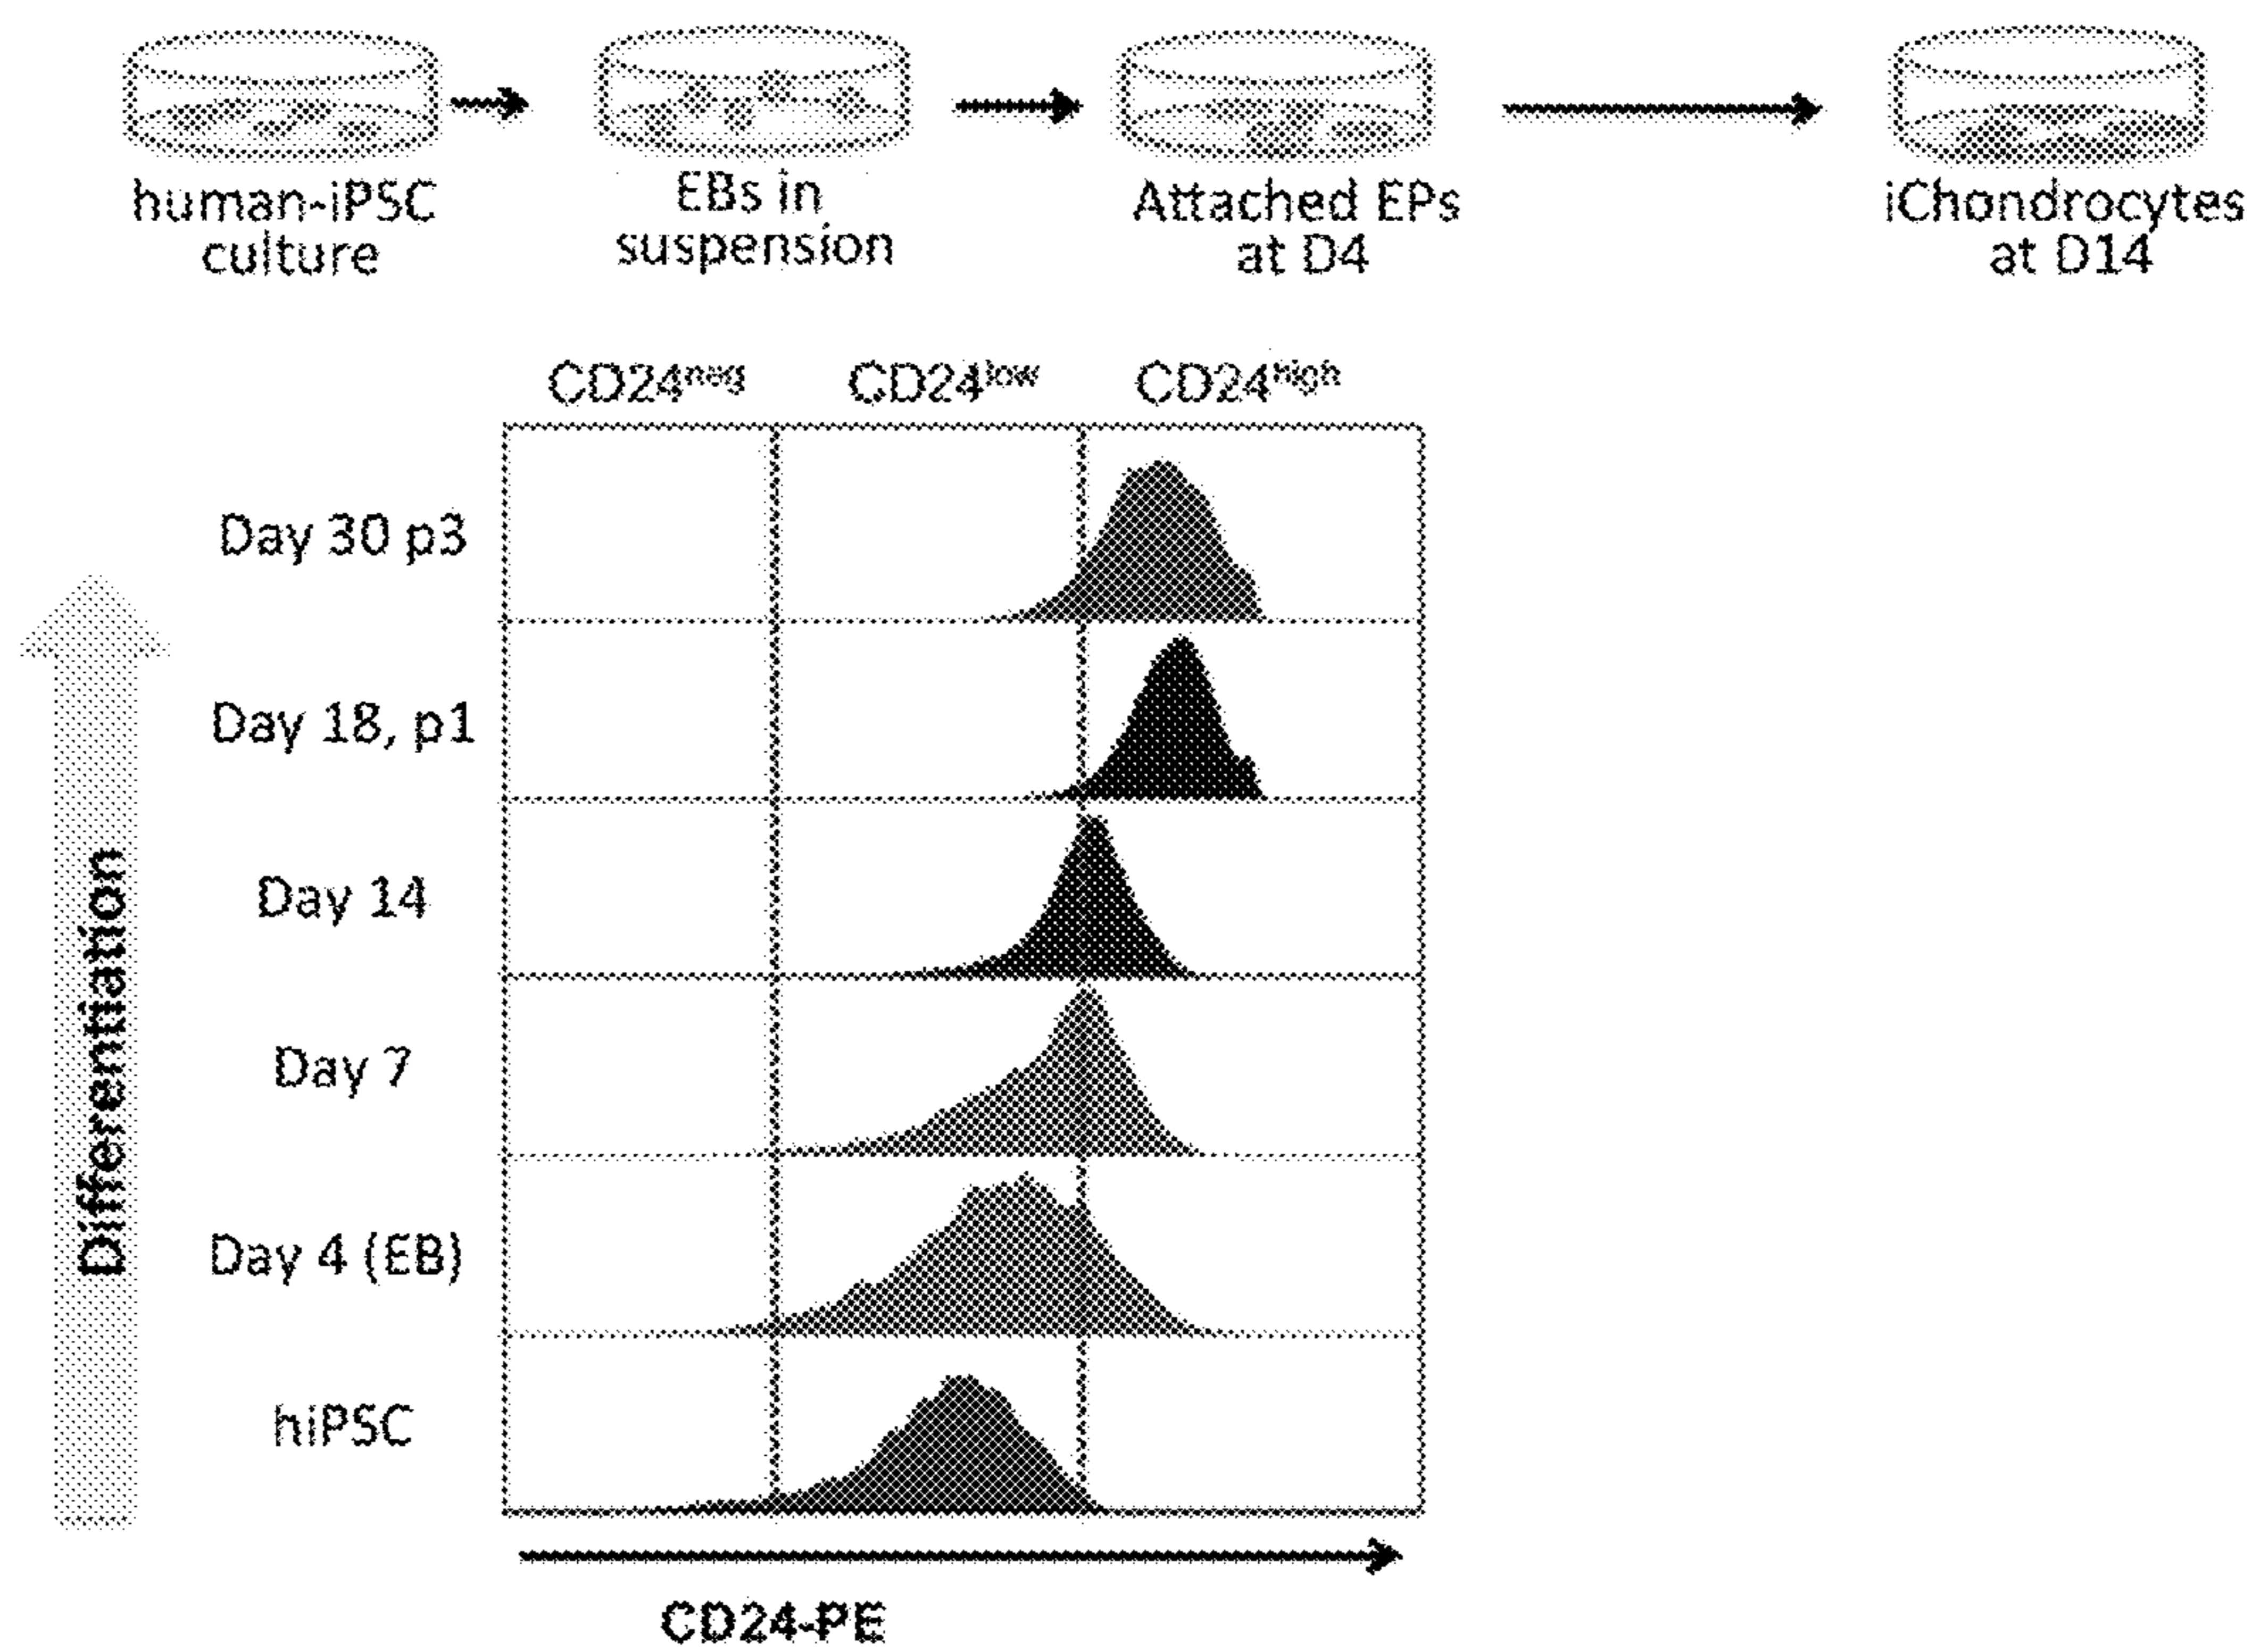 human-iPSC
culture
EBs in
suspension
Attached EPs
at D4
iChondrocytes
at D14
CD24neg
CD24low
CD24high
Day 30 p3
Day 18, p1
Day 14
Day 7
Day 4 (EB)
hiPSC
Differentiation
CD24-PE